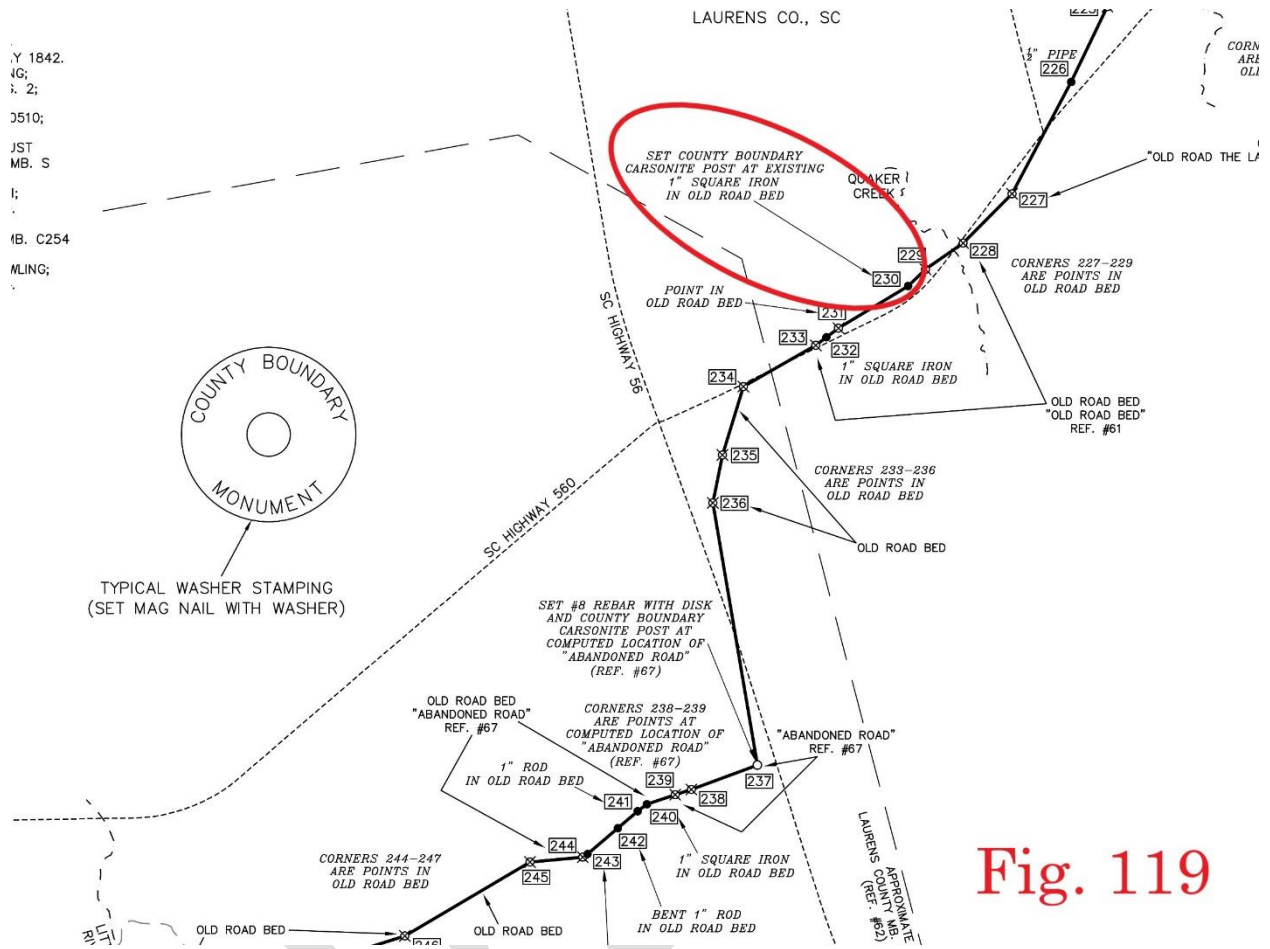 LAURENS CO., SC
Y 1842.
NG;
G. 2;
0510;
UST
MB. S
MB. C254
WLING;
225
1/2" PIPE
226
CORN
ARE
OLD
"OLD ROAD THE LA
227
228
SET COUNTY BOUNDARY
CARSONITE POST AT EXISTING
1" SQUARE IRON
IN OLD ROAD BED
QUAKER
CREEK
229
230
CORNERS 227-229
ARE POINTS IN
OLD ROAD BED
POINT IN
OLD ROAD BED
231
233
232
1" SQUARE IRON
IN OLD ROAD BED
SC HIGHWAY 56
234
OLD ROAD BED
"OLD ROAD BED"
REF. #61
235
CORNERS 233-236
ARE POINTS IN
OLD ROAD BED
236
OLD ROAD BED
COUNTY BOUNDARY
MONUMENT
SC HIGHWAY 560
TYPICAL WASHER STAMPING
(SET MAG NAIL WITH WASHER)
SET #8 REBAR WITH DISK
AND COUNTY BOUNDARY
CARSONITE POST AT
COMPUTED LOCATION OF
"ABANDONED ROAD"
(REF. #67)
OLD ROAD BED
"ABANDONED ROAD"
REF. #67
CORNERS 238-239
ARE POINTS AT
COMPUTED LOCATION OF
"ABANDONED ROAD"
(REF. #67)
"ABANDONED ROAD"
REF. #67
237
1" ROD
IN OLD ROAD BED
239
238
241
240
242
244
243
245
1" SQUARE IRON
IN OLD ROAD BED
CORNERS 244-247
ARE POINTS IN
OLD ROAD BED
BENT 1" ROD
IN OLD ROAD BED
OLD ROAD BED
OLD ROAD BED
246
APPROXIMATE
LAURENS COUNTY MB.
(REF. #62)
Fig. 119